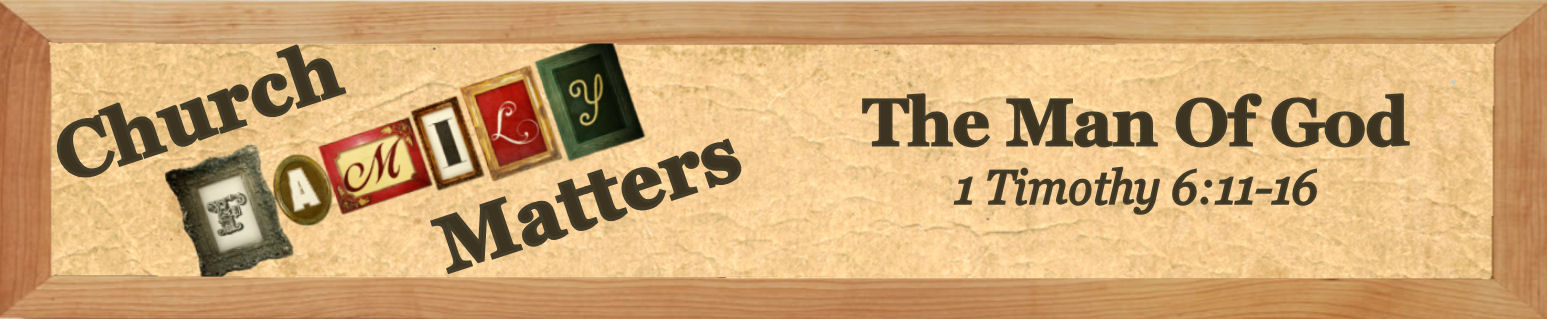 Church
FAMILY
Matters
The Man Of God
1 Timothy 6:11-16